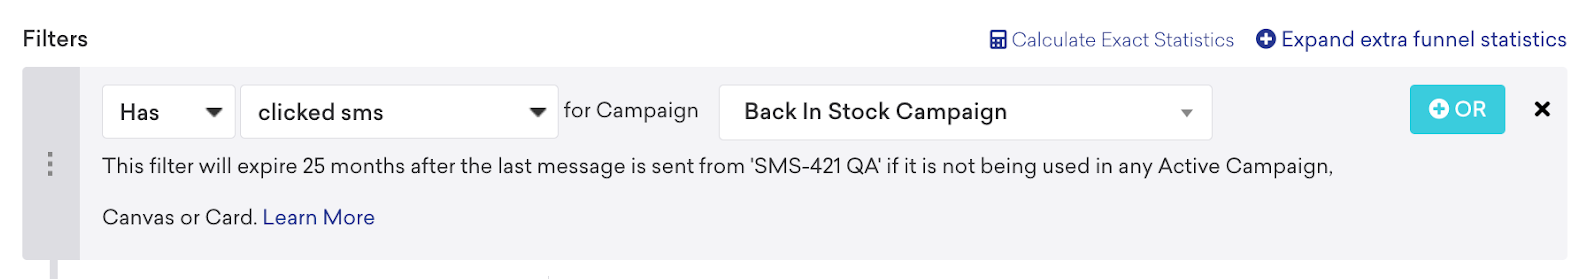 Filters
Calculate Exact Statistics
Expand extra funnel statistics
Has clicked sms for Campaign Back In Stock Campaign OR
This filter will expire 25 months after the last message is sent from 'SMS-421 QA' if it is not being used in any Active Campaign,
Canvas or Card. Learn More